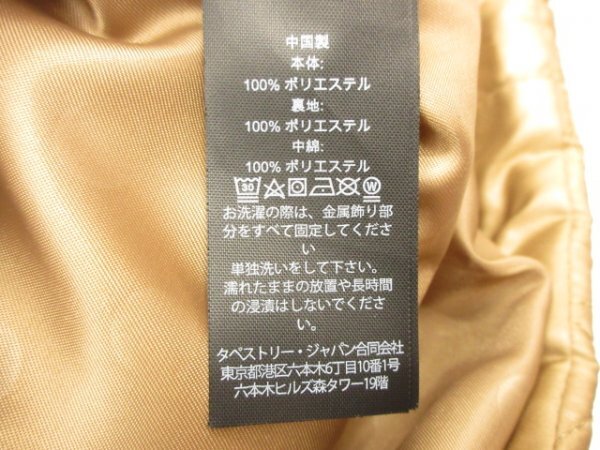 中国製
本体:
100% ポリエステル
裏地:
100% ポリエステル
中綿:
100% ポリエステル
30 W
お洗濯の際は、金属飾り部
分をすべて固定してくださ
い
単独洗いをして下さい。
濡れたままの放置や長時間
の浸漬はしないでくださ
い。
タペストリー・ジャパン合同会社
東京都港区六本木6丁目10番1号
六本木ヒルズ森タワー19階